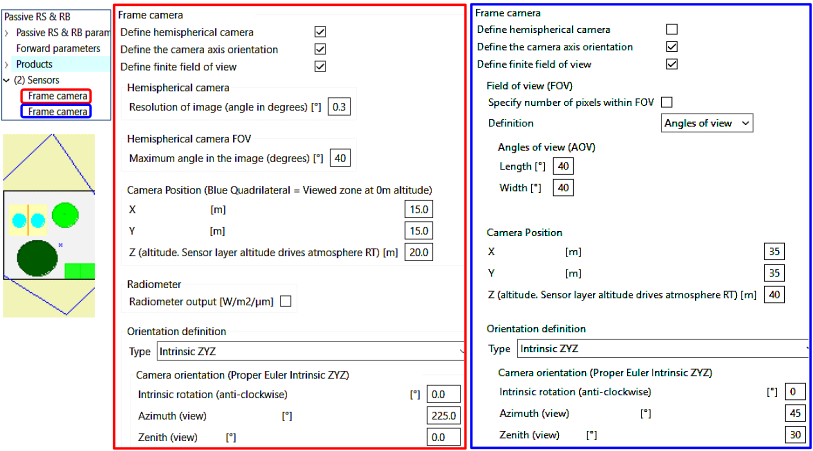 Passive RS & RB
Passive RS & RB param
Forward parameters
Products
(2) Sensors
Frame camera
Frame camera
Frame camera
Define hemispherical camera
Define the camera axis orientation
Define finite field of view
Hemispherical camera
Resolution of image (angle in degrees) [°] 0.3
Hemispherical camera FOV
Maximum angle in the image (degrees) [°] 40
Camera Position (Blue Quadrilateral = Viewed zone at 0m altitude)
X [m] 15.0
Y [m] 15.0
Z (altitude. Sensor layer altitude drives atmosphere RT) [m] 20.0
Radiometer
Radiometer output [W/m2/µm]
Orientation definition
Type Intrinsic ZYZ
Camera orientation (Proper Euler Intrinsic ZYZ)
Intrinsic rotation (anti-clockwise) [°] 0.0
Azimuth (view) [°] 225.0
Zenith (view) [°] 0.0
Frame camera
Define hemispherical camera
Define the camera axis orientation
Define finite field of view
Field of view (FOV)
Specify number of pixels within FOV
Definition Angles of view
Angles of view (AOV)
Length [°] 40
Width [°] 40
Camera Position
X [m] 35
Y [m] 35
Z (altitude. Sensor layer altitude drives atmosphere RT) [m] 40
Orientation definition
Type Intrinsic ZYZ
Camera orientation (Proper Euler Intrinsic ZYZ)
Intrinsic rotation (anti-clockwise) [°] 0
Azimuth (view) [°] 45
Zenith (view) [°] 30